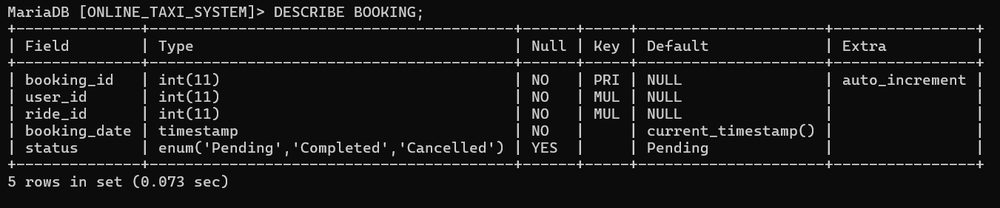 MariaDB [ONLINE_TAXI_SYSTEM]> DESCRIBE BOOKING;
+--------------+-----------------------------------------+------+-----+---------------------+----------------+
| Field        | Type                                    | Null | Key | Default             | Extra          |
+--------------+-----------------------------------------+------+-----+---------------------+----------------+
| booking_id   | int(11)                                 | NO   | PRI | NULL                | auto_increment |
| user_id      | int(11)                                 | NO   | MUL | NULL                |                |
| ride_id      | int(11)                                 | NO   | MUL | NULL                |                |
| booking_date | timestamp                               | NO   |     | current_timestamp() |                |
| status       | enum('Pending','Completed','Cancelled') | YES  |     | Pending             |                |
+--------------+-----------------------------------------+------+-----+---------------------+----------------+
5 rows in set (0.073 sec)